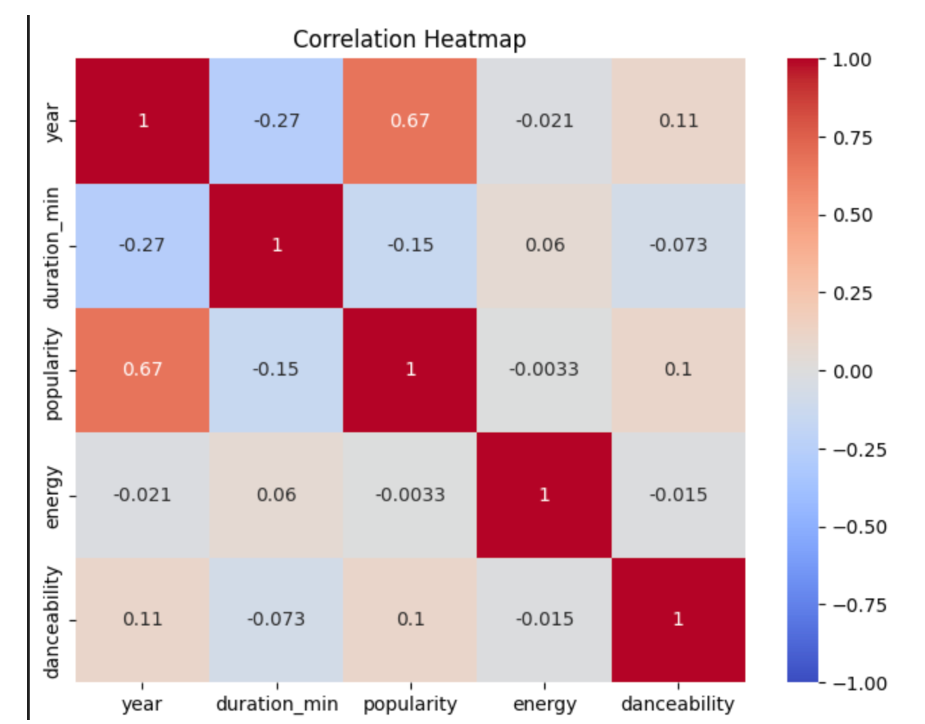 Correlation Heatmap
year 1 -0.27 0.67 -0.021 0.11
duration_min -0.27 1 -0.15 0.06 -0.073
popularity 0.67 -0.15 1 -0.0033 0.1
energy -0.021 0.06 -0.0033 1 -0.015
danceability 0.11 -0.073 0.1 -0.015 1
year duration_min popularity energy danceability
1.00
0.75
0.50
0.25
0.00
−0.25
−0.50
−0.75
−1.00